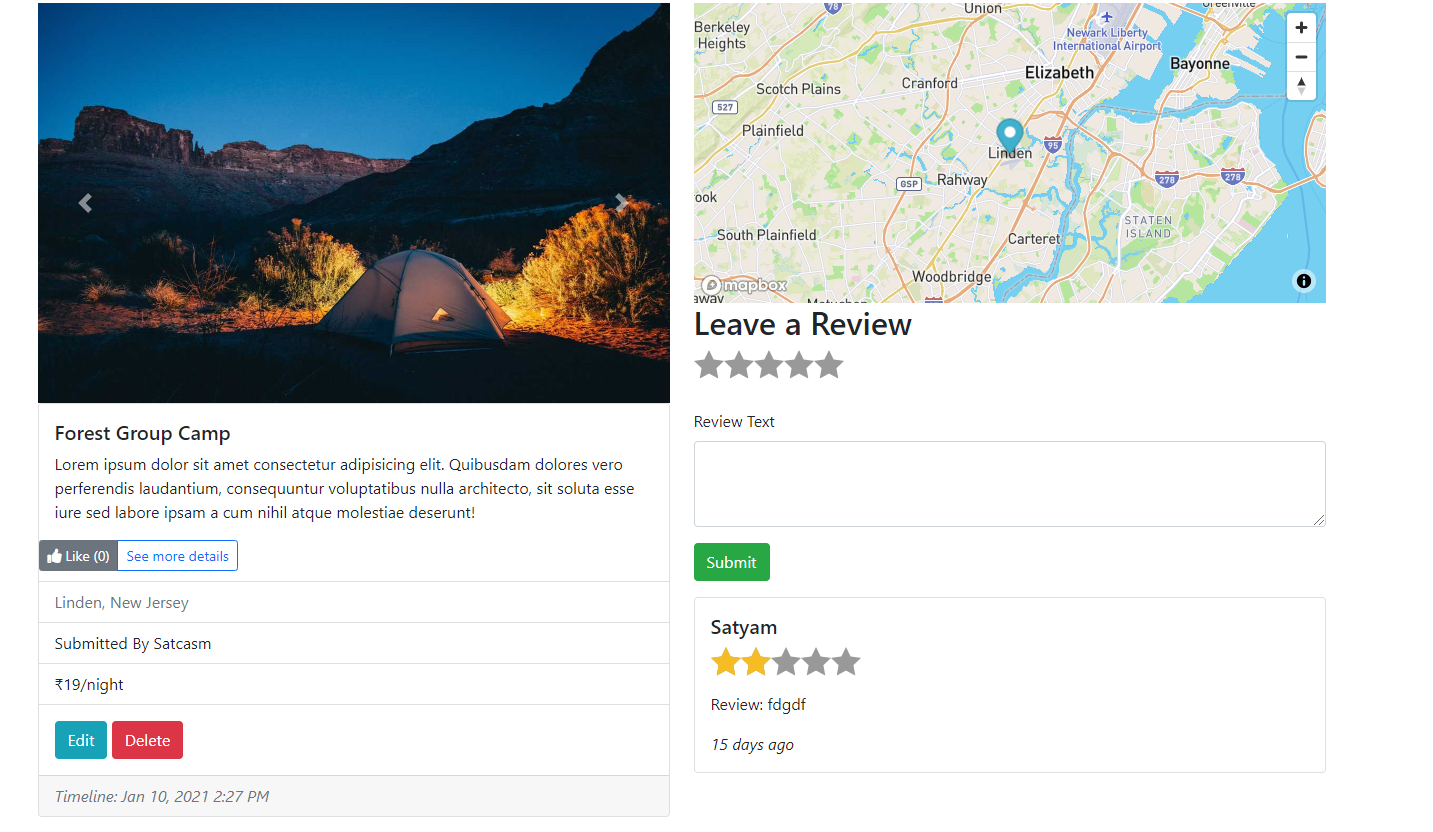 Forest Group Camp
Lorem ipsum dolor sit amet consectetur adipisicing elit. Quibusdam dolores vero
perferendis laudantium, consequuntur voluptatibus nulla architecto, sit soluta esse
iure sed labore ipsam a cum nihil atque molestiae deserunt!
Like (0) See more details
Linden, New Jersey
Submitted By Satcasm
₹19/night
Edit Delete
Timeline: Jan 10, 2021 2:27 PM
78
Union
Berkeley
Heights
Newark Liberty
International Airport
Elizabeth
Bayonne
Cranford
Scotch Plains
527
Plainfield
Linden
95
GSP
Rahway
278
278
ook
STATEN
ISLAND
South Plainfield
Carteret
Woodbridge
mapbox
away
Leave a Review
Review Text
Submit
Satyam
Review: fdgdf
15 days ago